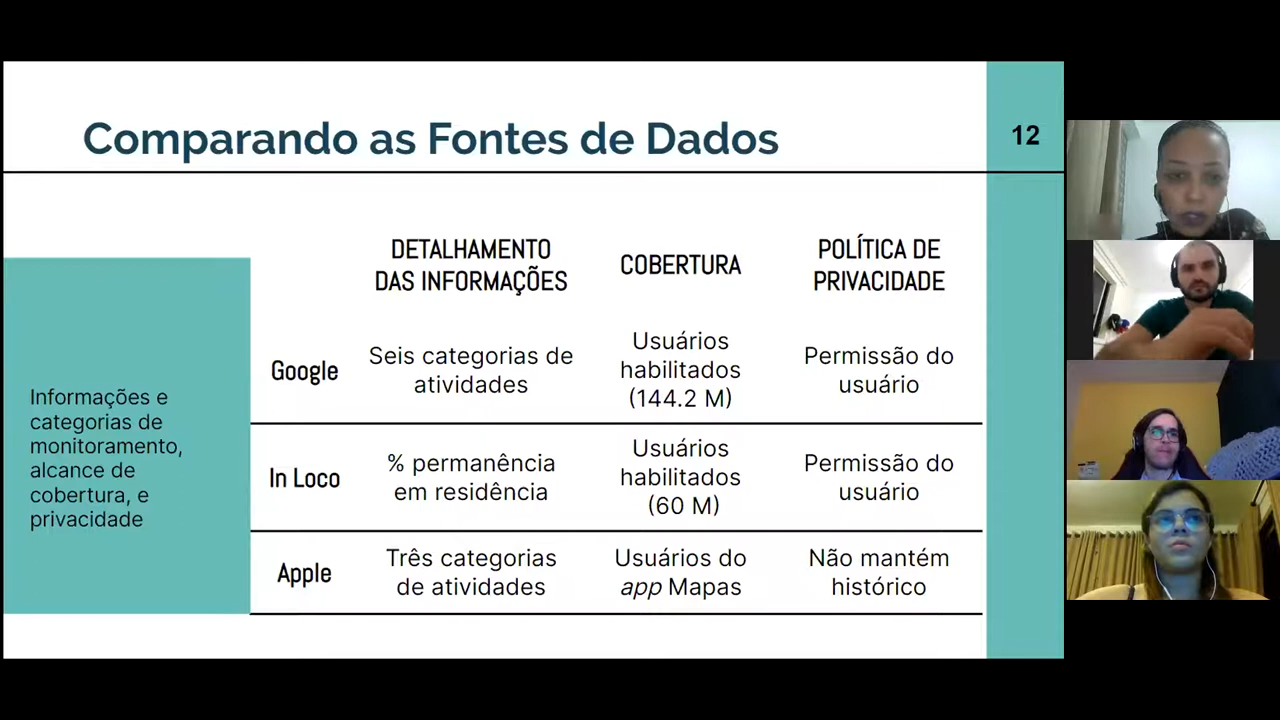 Comparando as Fontes de Dados
12
Informações e
categorias de
monitoramento,
alcance de
cobertura, e
privacidade
DETALHAMENTO
DAS INFORMAÇÕES
COBERTURA
POLÍTICA DE
PRIVACIDADE
Google
Seis categorias de
atividades
Usuários
habilitados
(144.2 M)
Permissão do
usuário
In Loco
% permanência
em residência
Usuários
habilitados
(60 M)
Permissão do
usuário
Apple
Três categorias
de atividades
Usuários do
app Mapas
Não mantém
histórico